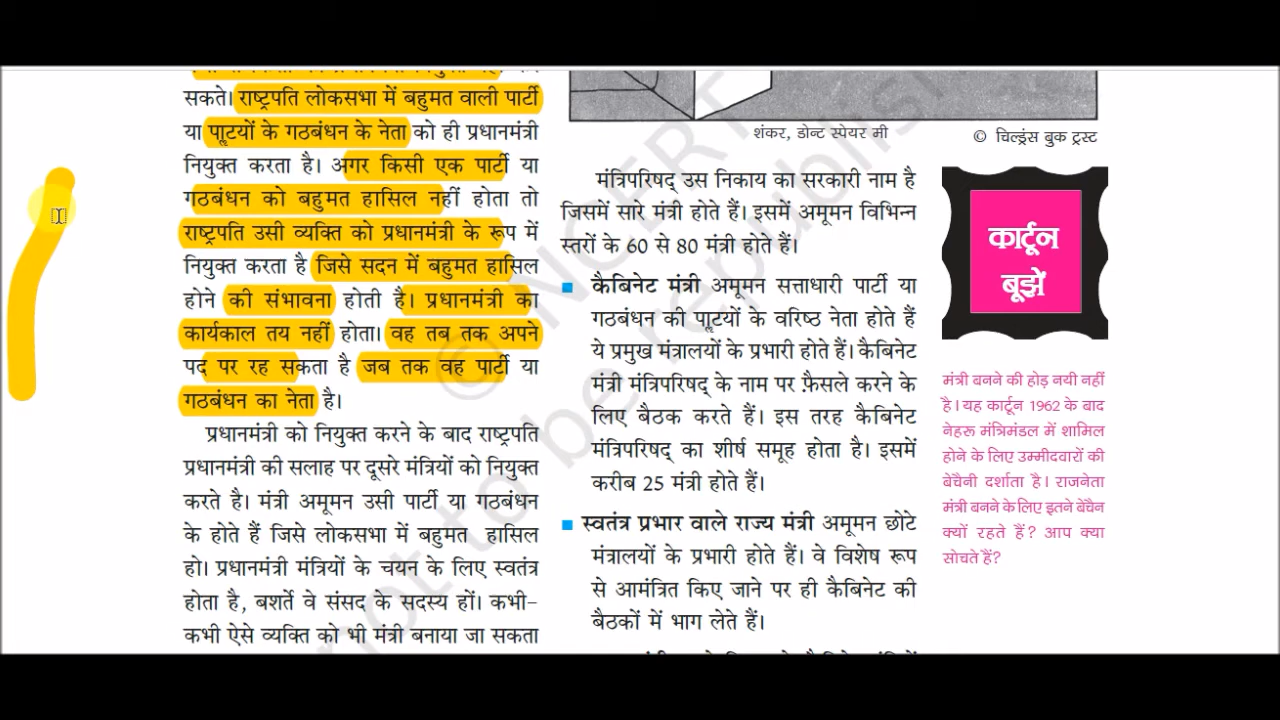 सकते। राष्ट्रपति लोकसभा में बहुमत वाली पार्टी
या पाॢटयों के गठबंधन के नेता को ही प्रधानमंत्री
नियुक्त करता है। अगर किसी एक पार्टी या
गठबंधन को बहुमत हासिल नहीं होता तो
राष्ट्रपति उसी व्यक्ति को प्रधानमंत्री के रूप में
नियुक्त करता है जिसे सदन में बहुमत हासिल
होने की संभावना होती है। प्रधानमंत्री का
कार्यकाल तय नहीं होता। वह तब तक अपने
पद पर रह सकता है जब तक वह पार्टी या
गठबंधन का नेता है।
प्रधानमंत्री को नियुक्त करने के बाद राष्ट्रपति
प्रधानमंत्री की सलाह पर दूसरे मंत्रियों को नियुक्त
करते है। मंत्री अमूमन उसी पार्टी या गठबंधन
के होते हैं जिसे लोकसभा में बहुमत हासिल
हो। प्रधानमंत्री मंत्रियों के चयन के लिए स्वतंत्र
होता है, बशर्ते वे संसद के सदस्य हों। कभी-
कभी ऐसे व्यक्ति को भी मंत्री बनाया जा सकता
शंकर, डोन्ट स्पेयर मी
© चिल्ड्रंस बुक ट्रस्ट
मंत्रिपरिषद् उस निकाय का सरकारी नाम है
जिसमें सारे मंत्री होते हैं। इसमें अमूमन विभिन्न
स्तरों के 60 से 80 मंत्री होते हैं।
कैबिनेट मंत्री अमूमन सत्ताधारी पार्टी या
गठबंधन की पाॢटयों के वरिष्ठ नेता होते हैं
ये प्रमुख मंत्रालयों के प्रभारी होते हैं। कैबिनेट
मंत्री मंत्रिपरिषद् के नाम पर फ़ैसले करने के
लिए बैठक करते हैं। इस तरह कैबिनेट
मंत्रिपरिषद् का शीर्ष समूह होता है। इसमें
करीब 25 मंत्री होते हैं।
स्वतंत्र प्रभार वाले राज्य मंत्री अमूमन छोटे
मंत्रालयों के प्रभारी होते हैं। वे विशेष रूप
से आमंत्रित किए जाने पर ही कैबिनेट की
बैठकों में भाग लेते हैं।
कार्टून
बूझें
मंत्री बनने की होड़ नयी नहीं
है। यह कार्टून 1962 के बाद
नेहरू मंत्रिमंडल में शामिल
होने के लिए उम्मीदवारों की
बेचैनी दर्शाता है। राजनेता
मंत्री बनने के लिए इतने बेचैन
क्यों रहते हैं? आप क्या
सोचते हैं?
© NCERT
not to be republished